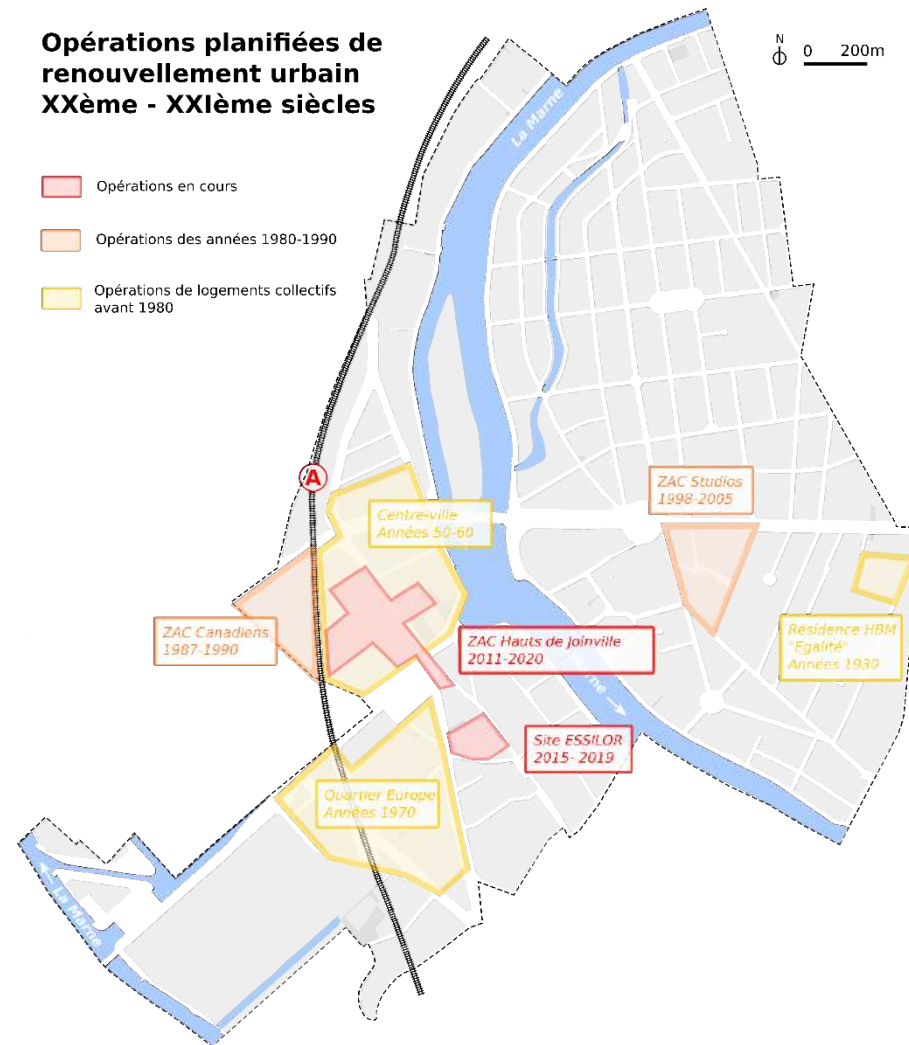 Opérations planifiées de
renouvellement urbain
XXème - XXIème siècles
N
0 200m
Opérations en cours
Opérations des années 1980-1990
Opérations de logements collectifs
avant 1980
La Marne
A
ZAC Studios
1998-2005
Centre-ville
Années 50-60
ZAC Canadiens
1987-1990
ZAC Hauts de Joinville
2011-2020
Résidence HBM
"Egalité"
Années 1930
Marne
Site ESSILOR
2015- 2019
Quartier Europe
Années 1970
La Marne